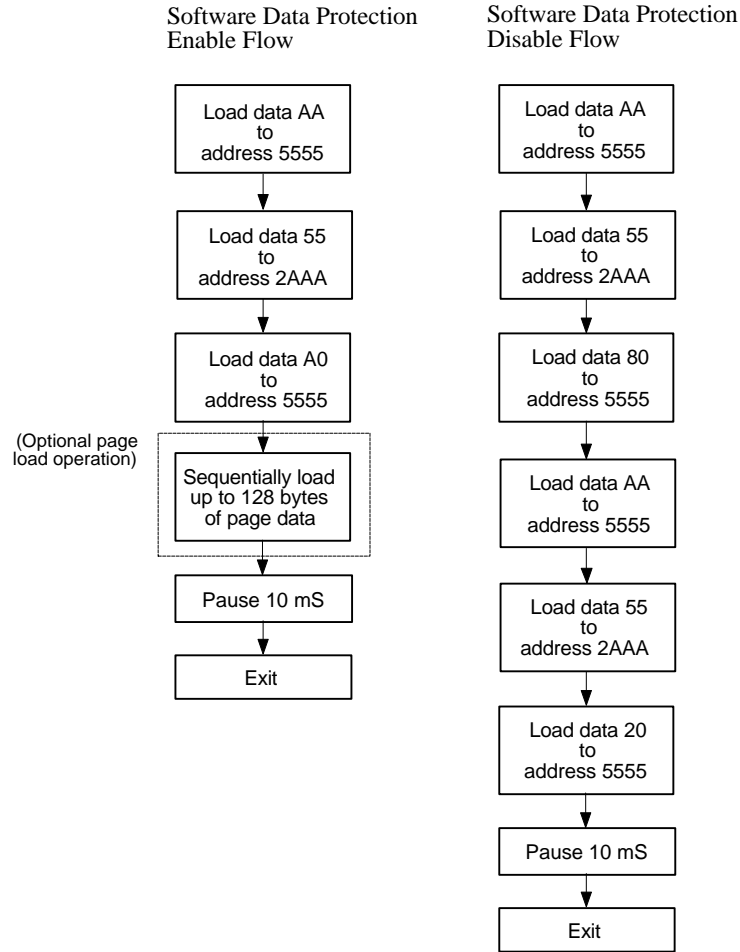 Software Data Protection
Enable Flow
Load data AA
to
address 5555
Load data 55
to
address 2AAA
Load data A0
to
address 5555
(Optional page
load operation)
Sequentially load
up to 128 bytes
of page data
Pause 10 mS
Exit
Software Data Protection
Disable Flow
Load data AA
to
address 5555
Load data 55
to
address 2AAA
Load data 80
to
address 5555
Load data AA
to
address 5555
Load data 55
to
address 2AAA
Load data 20
to
address 5555
Pause 10 mS
Exit